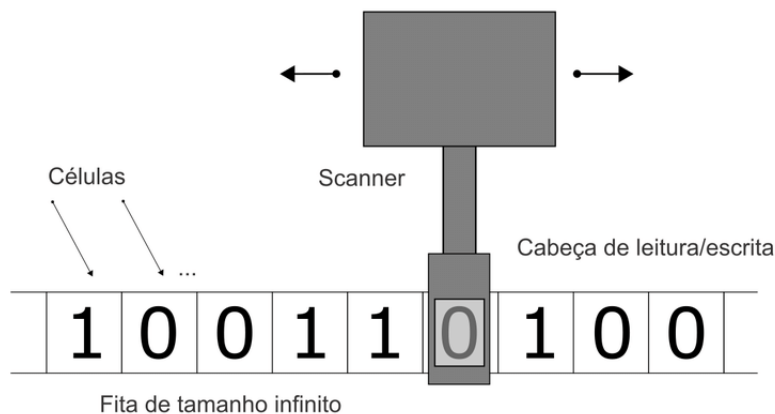 Células
Scanner
Cabeça de leitura/escrita
...
1 0 0 1 1 0 1 0 0
Fita de tamanho infinito